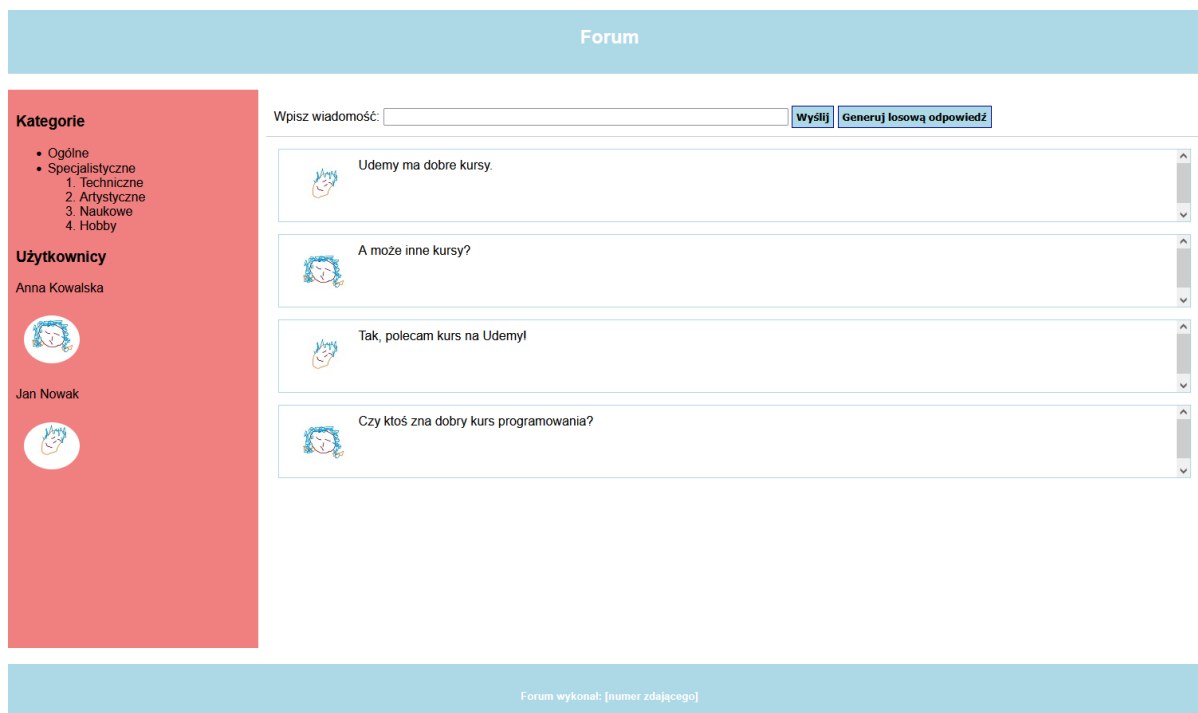 Forum
Kategorie
Ogólne
Specjalistyczne
1. Techniczne
2. Artystyczne
3. Naukowe
4. Hobby
Użytkownicy
Anna Kowalska
Jan Nowak
Wpisz wiadomość: Wyślij Generuj losową odpowiedź
Udemy ma dobre kursy.
A może inne kursy?
Tak, polecam kurs na Udemy!
Czy ktoś zna dobry kurs programowania?
Forum wykonał: [numer zdającego]